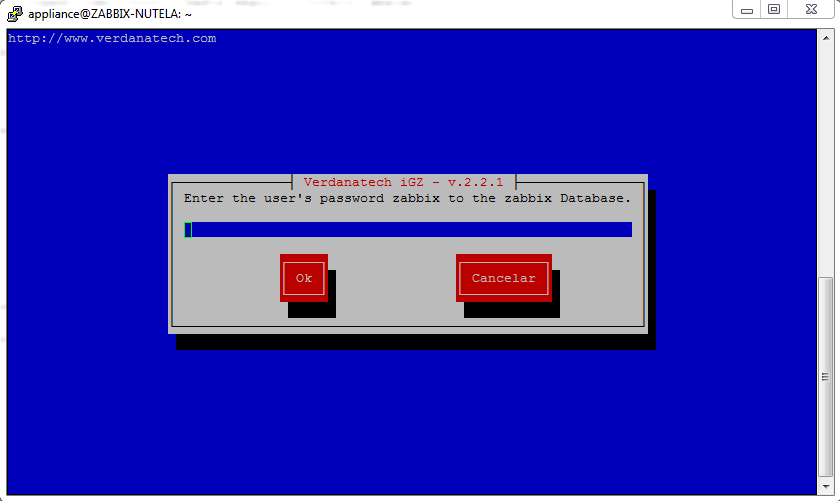 appliance@ZABBIX-NUTELA: ~
http://www.verdanatech.com
Verdanatech iGZ - v.2.2.1
Enter the user's password zabbix to the zabbix Database.
Ok
Cancelar